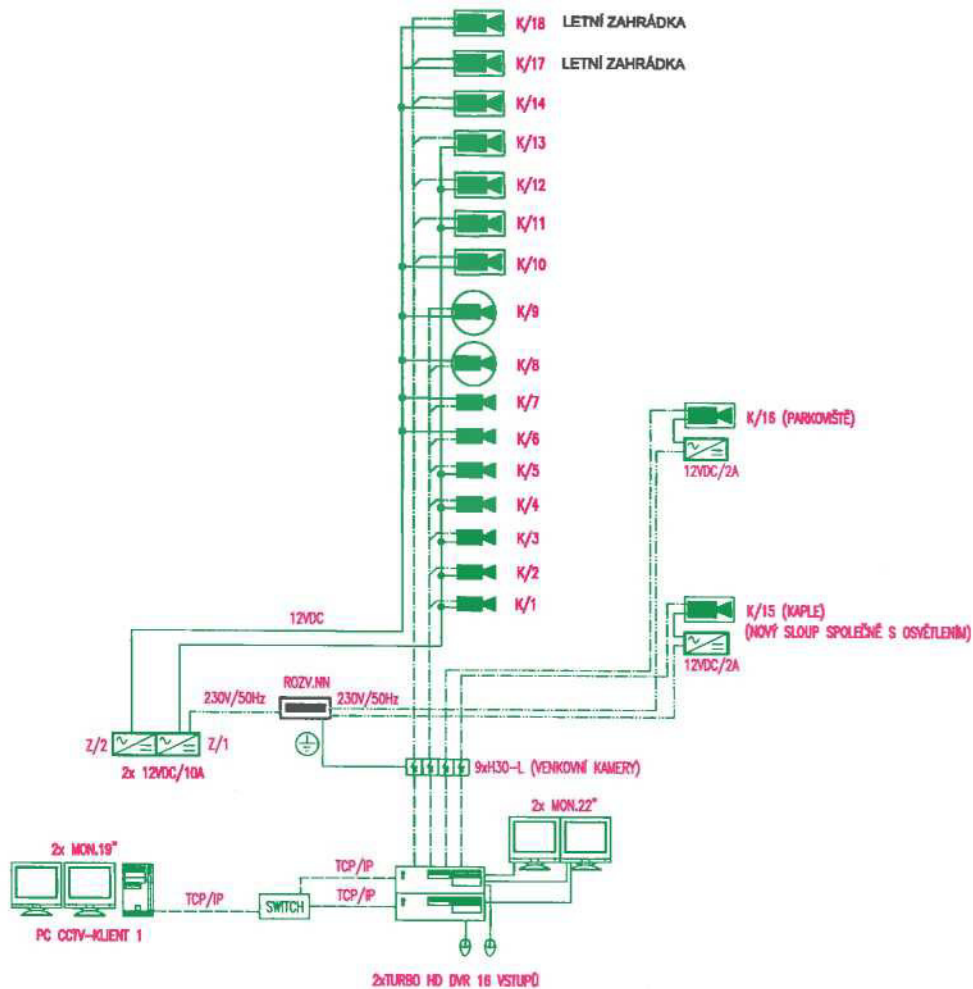 K/18 LETNÍ ZAHRÁDKA
K/17 LETNÍ ZAHRÁDKA
K/14
K/13
K/12
K/11
K/10
K/9
K/8
K/7
K/6
K/5
K/4
K/3
K/2
K/1
K/16 (PARKOVIŠTĚ)
12VDC/2A
K/15 (KAPLE)
(NOVÝ SLOUP SPOLEČNĚ S OSVĚTLENÍM)
12VDC/2A
12VDC
230V/50Hz
ROZV.NN
230V/50Hz
Z/2
Z/1
2x 12VDC/10A
9xH30-L (VENKOVNÍ KAMERY)
2x MON.22"
2x MON.19"
TCP/IP
TCP/IP
SWITCH
TCP/IP
PC CCTV-KLIENT 1
2xTURBO HD DVR 16 VSTUPŮ